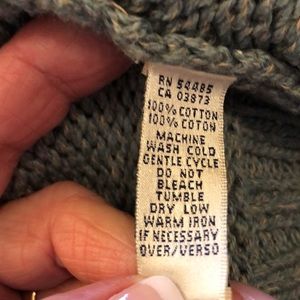 RN 54485
CA 03873
100% COTTON
100% COTON
MACHINE
WASH COLD
GENTLE CYCLE
DO NOT
BLEACH
TUMBLE
DRY LOW
WARM IRON
IF NECESSARY
OVER/VERSO